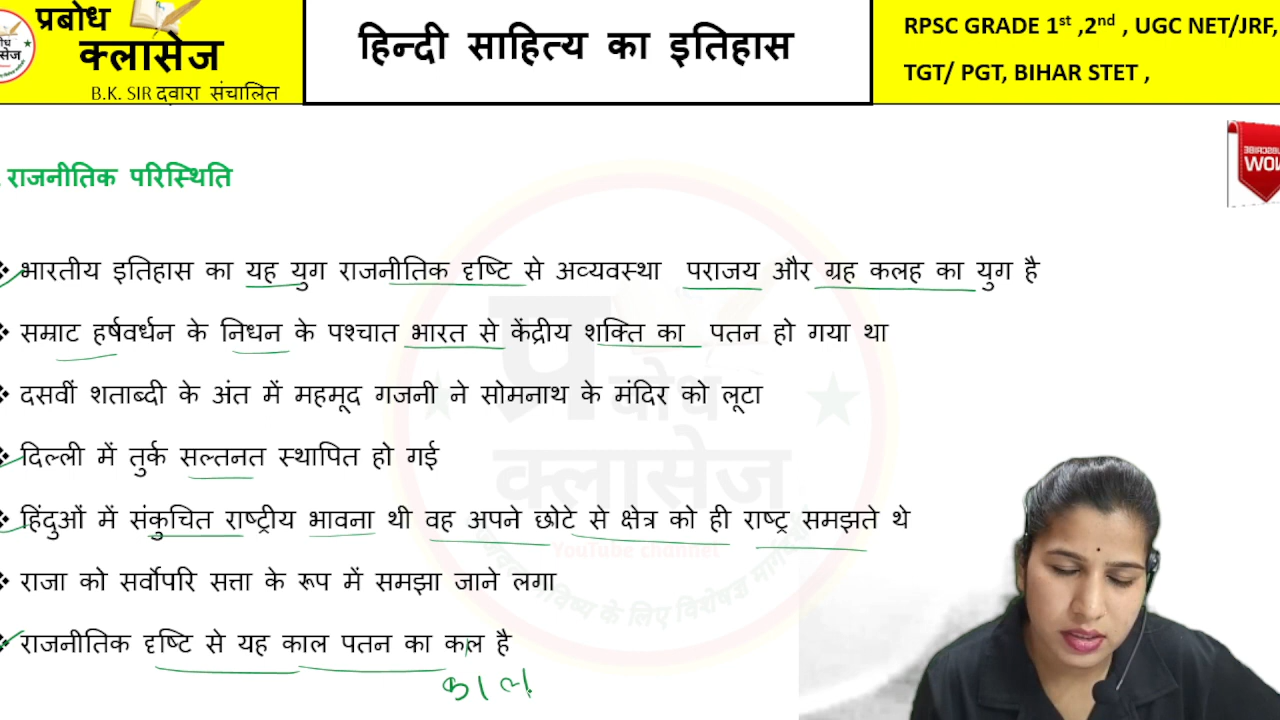 प्रबोध
क्लासेज
B.K. SIR द्वारा संचालित
हिन्दी साहित्य का इतिहास
RPSC GRADE 1st ,2nd , UGC NET/JRF,
TGT/ PGT, BIHAR STET ,
राजनीतिक परिस्थिति
भारतीय इतिहास का यह युग राजनीतिक दृष्टि से अव्यवस्था पराजय और ग्रह कलह का युग है
सम्राट हर्षवर्धन के निधन के पश्चात भारत से केंद्रीय शक्ति का पतन हो गया था
दसवीं शताब्दी के अंत में महमूद गजनी ने सोमनाथ के मंदिर को लूटा
दिल्ली में तुर्क सल्तनत स्थापित हो गई
हिंदुओं में संकुचित राष्ट्रीय भावना थी वह अपने छोटे से क्षेत्र को ही राष्ट्र समझते थे
राजा को सर्वोपरि सत्ता के रूप में समझा जाने लगा
राजनीतिक दृष्टि से यह काल पतन का कल है
काल
प्र
बोध
क्लासेज
YouTube channel
के लिए विशेषज्ञ